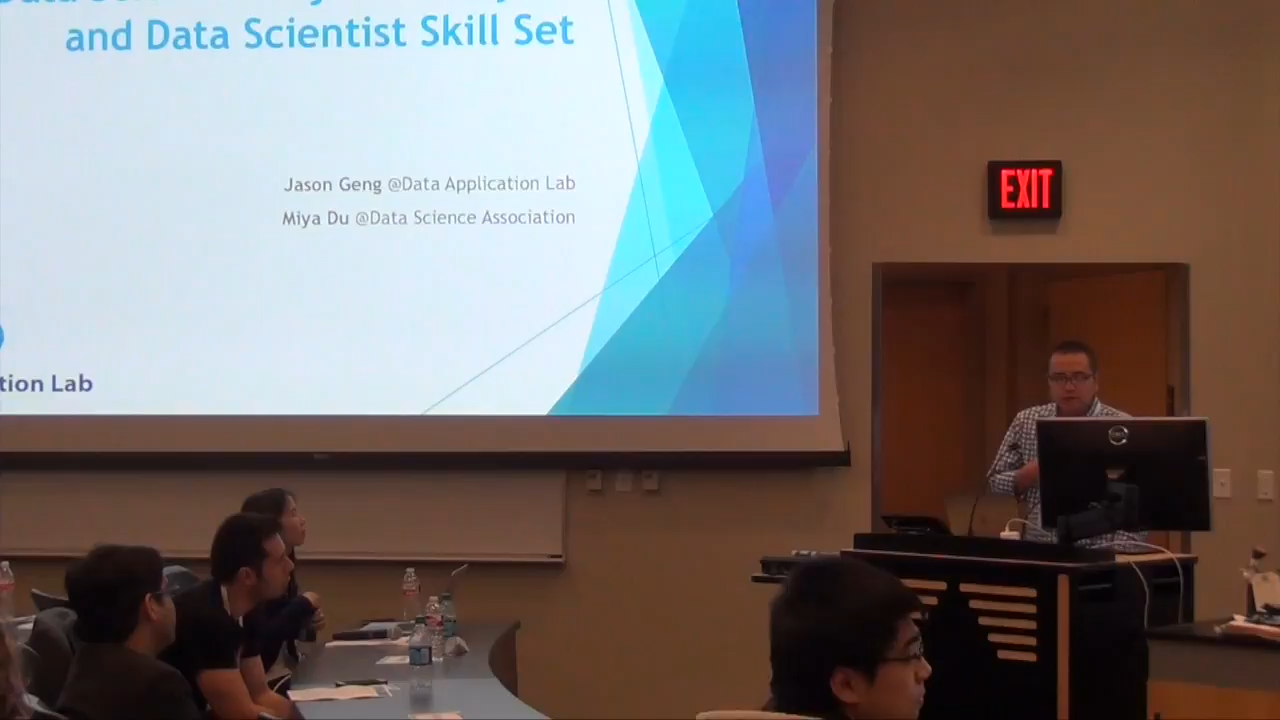 and Data Scientist Skill Set
Jason Geng @Data Application Lab
Miya Du @Data Science Association
tion Lab
EXIT